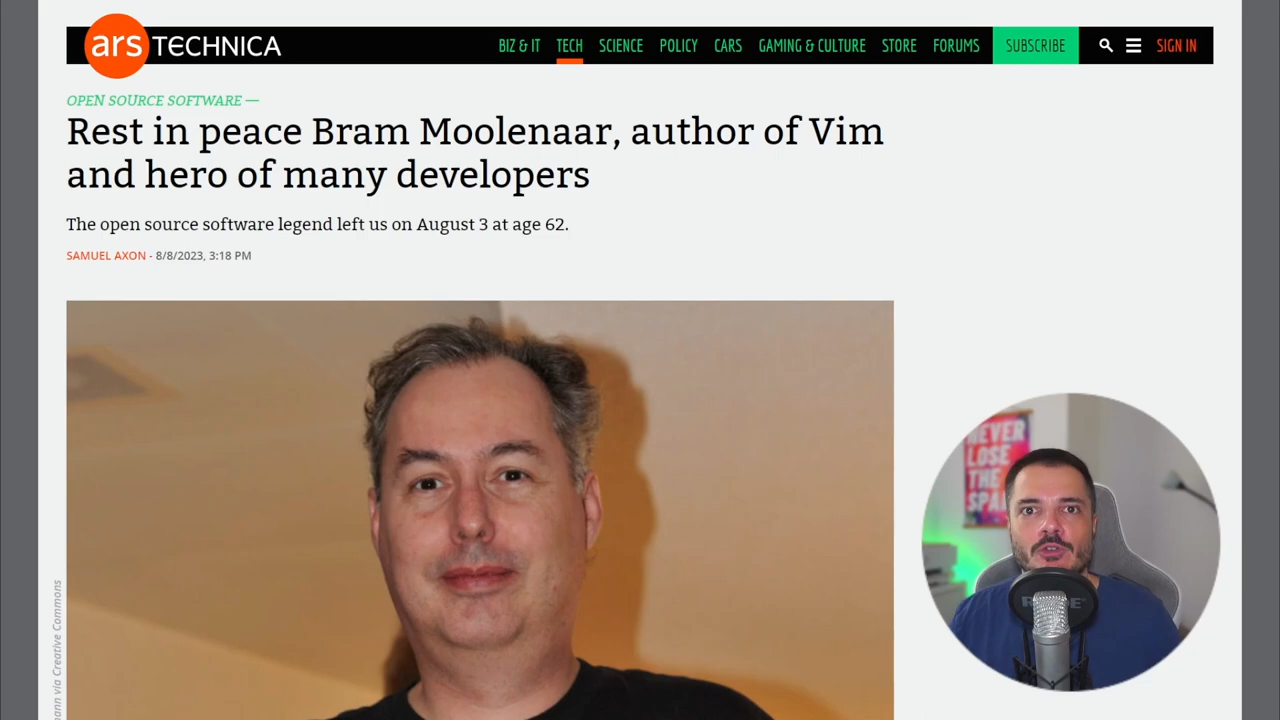 ars TECHNICA
BIZ & IT TECH SCIENCE POLICY CARS GAMING & CULTURE STORE FORUMS SUBSCRIBE SIGN IN
OPEN SOURCE SOFTWARE —
Rest in peace Bram Moolenaar, author of Vim
and hero of many developers
The open source software legend left us on August 3 at age 62.
SAMUEL AXON - 8/8/2023, 3:18 PM
via Creative Commons
NEVER
LOSE
THE